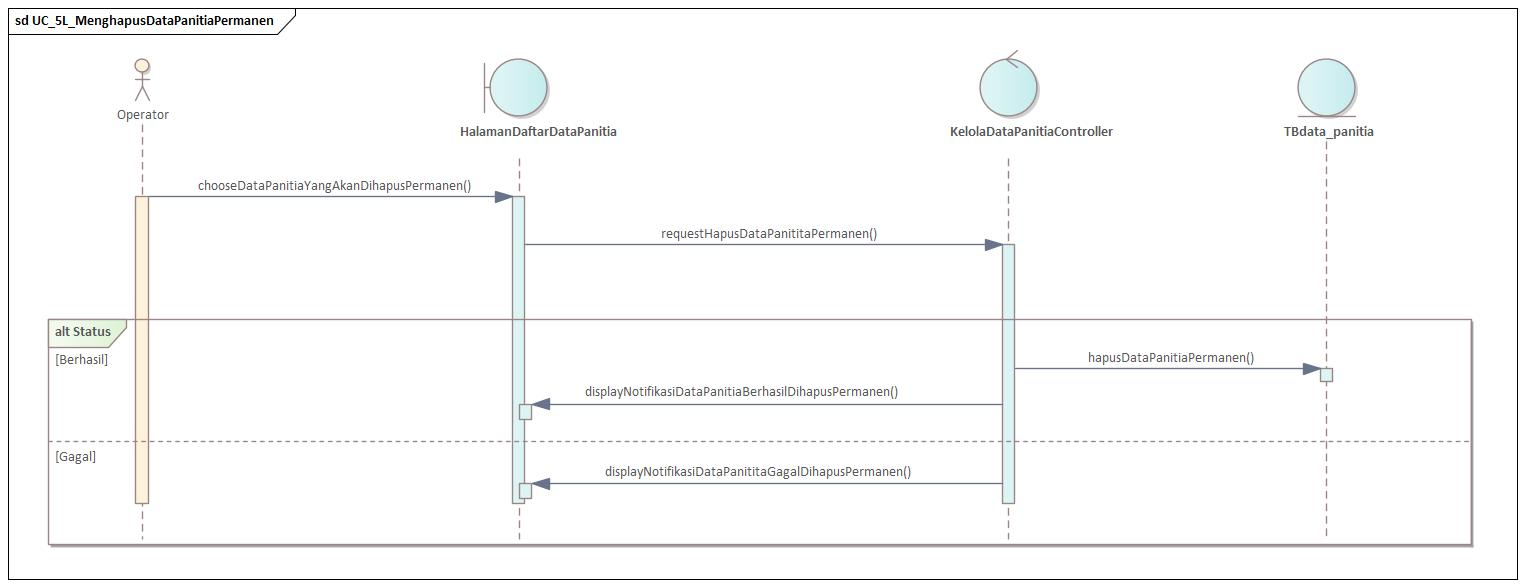 sd UC_5L_MenghapusDataPanitiaPermanen
Operator
HalamanDaftarDataPanitia
KelolaDataPanitiaController
TBdata_panitia
chooseDataPanitiaYangAkanDihapusPermanen()
requestHapusDataPanititaPermanen()
alt Status
[Berhasil]
hapusDataPanitiaPermanen()
displayNotifikasiDataPanitiaBerhasilDihapusPermanen()
[Gagal]
displayNotifikasiDataPanititaGagalDihapusPermanen()